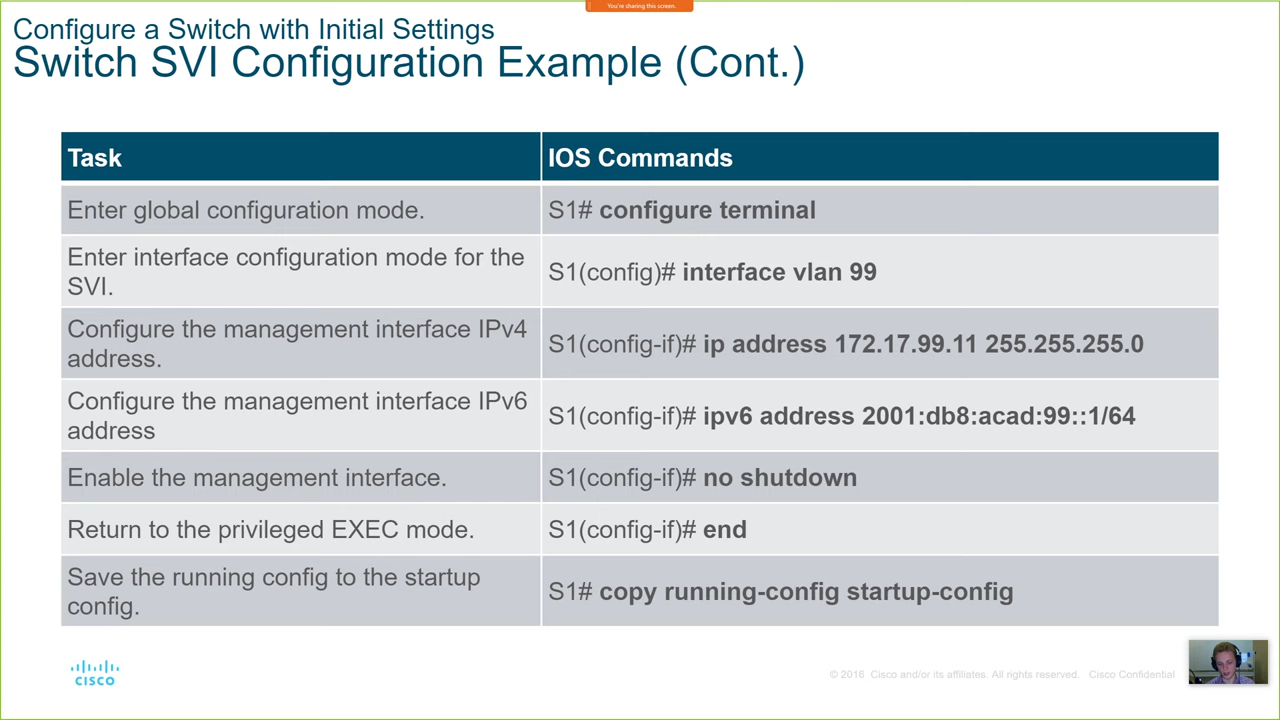 You're sharing this screen.
Configure a Switch with Initial Settings
Switch SVI Configuration Example (Cont.)
Task
IOS Commands
Enter global configuration mode.
S1# configure terminal
Enter interface configuration mode for the
SVI.
S1(config)# interface vlan 99
Configure the management interface IPv4
address.
S1(config-if)# ip address 172.17.99.11 255.255.255.0
Configure the management interface IPv6
address
S1(config-if)# ipv6 address 2001:db8:acad:99::1/64
Enable the management interface.
S1(config-if)# no shutdown
Return to the privileged EXEC mode.
S1(config-if)# end
Save the running config to the startup
config.
S1# copy running-config startup-config
CISCO
© 2016 Cisco and/or its affiliates. All rights reserved. Cisco Confidential